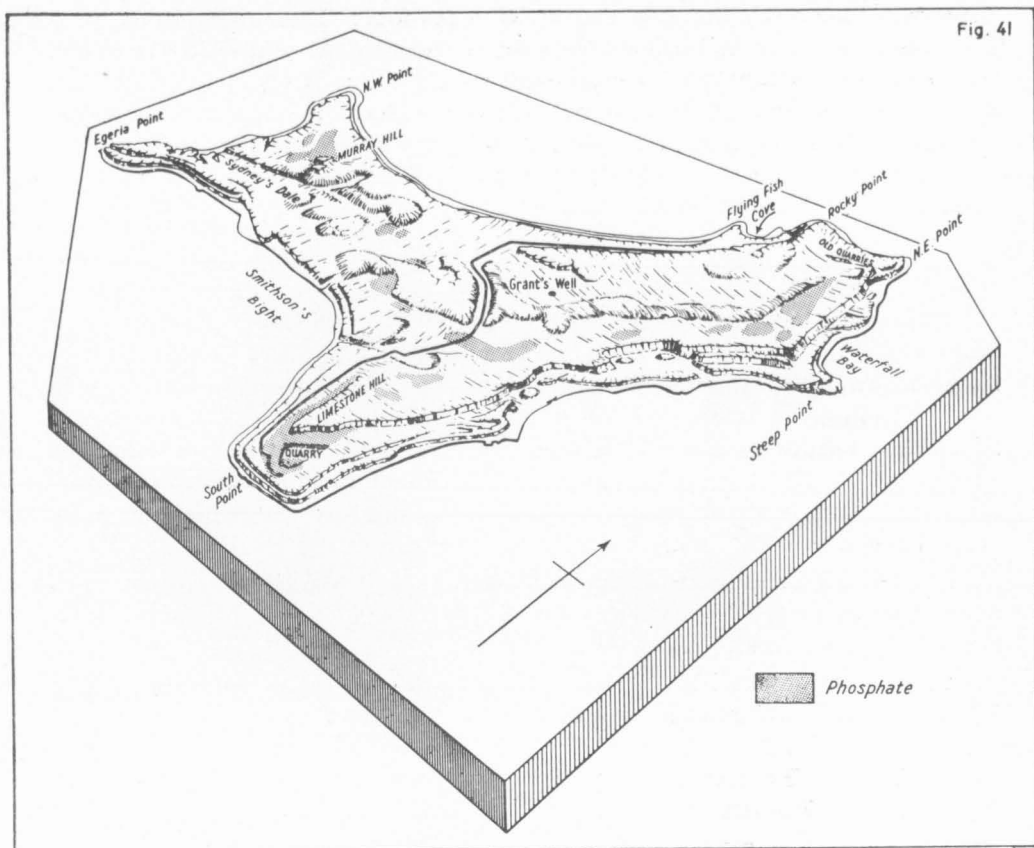 Fig. 41
N.W. Point
Egeria Point
MURRAY HILL
Sydney's Dale
Flying Fish
Cove
Rocky Point
OLD QUARRIES
N.E. Point
Grant's Well
Smithson's
Bight
Waterfall
Bay
LIMESTONE HILL
Steep Point
QUARRY
South
Point
Phosphate